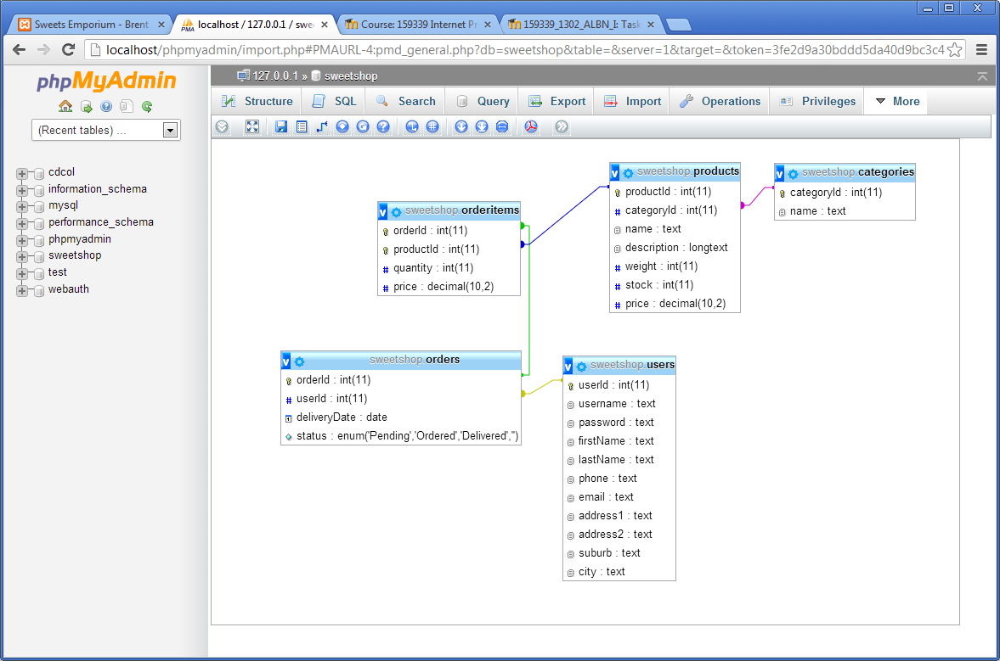 Sweets Emporium - Brent
localhost / 127.0.0.1 / swe
Course: 159339 Internet Pr
159339_1302_ALBN_I: Task
localhost/phpmyadmin/import.php#PMAURL-4:pmd_general.php?db=sweetshop&table=&server=1&target=&token=3fe2d9a30bddd5da40d9bc3c4
phpMyAdmin
(Recent tables) ...
cdcol
information_schema
mysql
performance_schema
phpmyadmin
sweetshop
test
webauth
127.0.0.1 » sweetshop
Structure SQL Search Query Export Import Operations Privileges More
sweetshop.orderitems
orderId : int(11)
productId : int(11)
quantity : int(11)
price : decimal(10,2)
sweetshop.products
productId : int(11)
categoryId : int(11)
name : text
description : longtext
weight : int(11)
stock : int(11)
price : decimal(10,2)
sweetshop.categories
categoryId : int(11)
name : text
sweetshop.orders
orderId : int(11)
userId : int(11)
deliveryDate : date
status : enum('Pending','Ordered','Delivered','')
sweetshop.users
userId : int(11)
username : text
password : text
firstName : text
lastName : text
phone : text
email : text
address1 : text
address2 : text
suburb : text
city : text